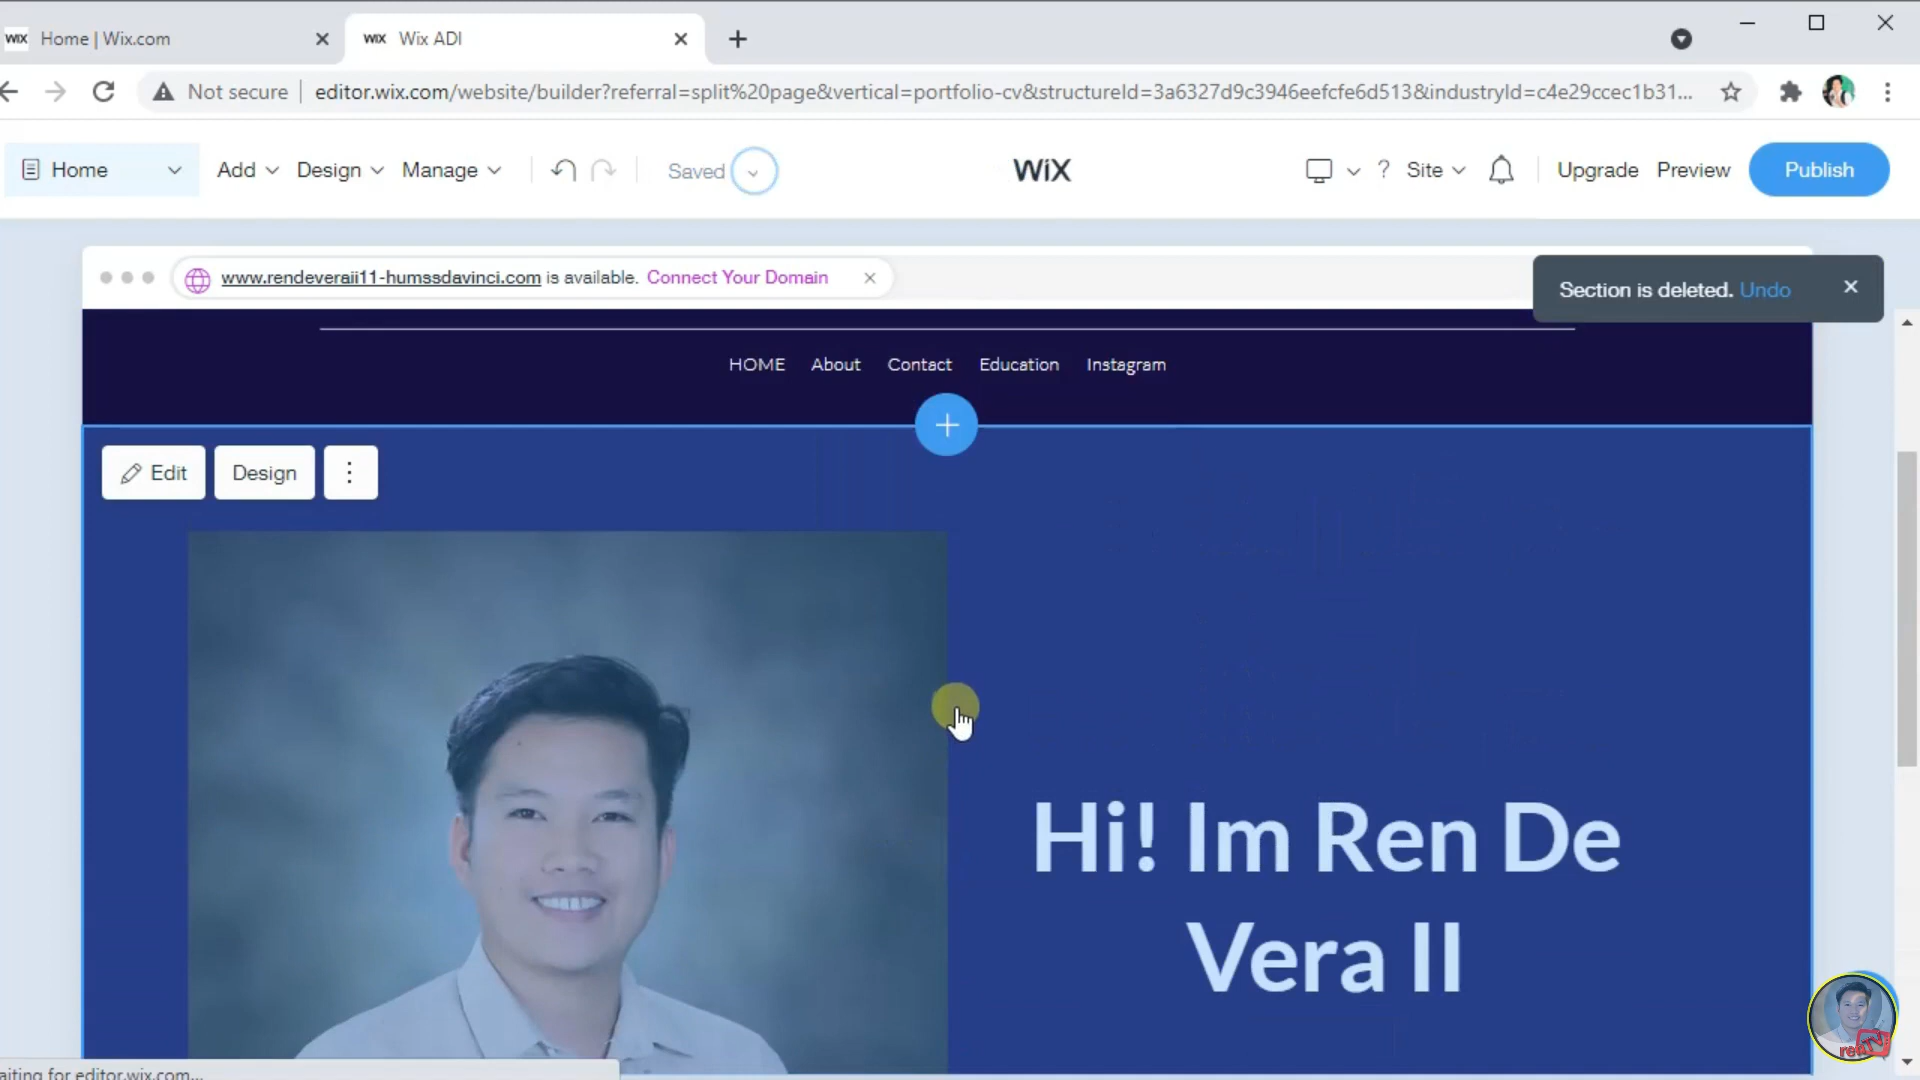 WIX Home | Wix.com
WIX Wix ADI
Not secure editor.wix.com/website/builder?referral=split%20page&vertical=portfolio-cv&structureId=3a6327d9c3946eefcfe6d513&industryId=c4e29ccec1b31...
Home Add Design Manage Saved WiX ? Site Upgrade Preview Publish
www.rendeveraii11-humssdavinci.com is available. Connect Your Domain
Section is deleted. Undo
HOME About Contact Education Instagram
Edit Design
Hi! Im Ren De
Vera II
renTV
aiting for editor.wix.com...